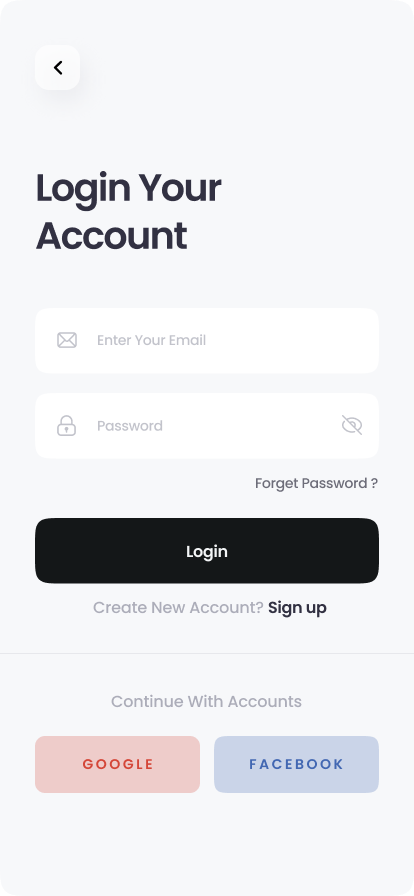 Login Your
Account
Enter Your Email
Password
Forget Password ?
Login
Create New Account? Sign up
Continue With Accounts
GOOGLE
FACEBOOK